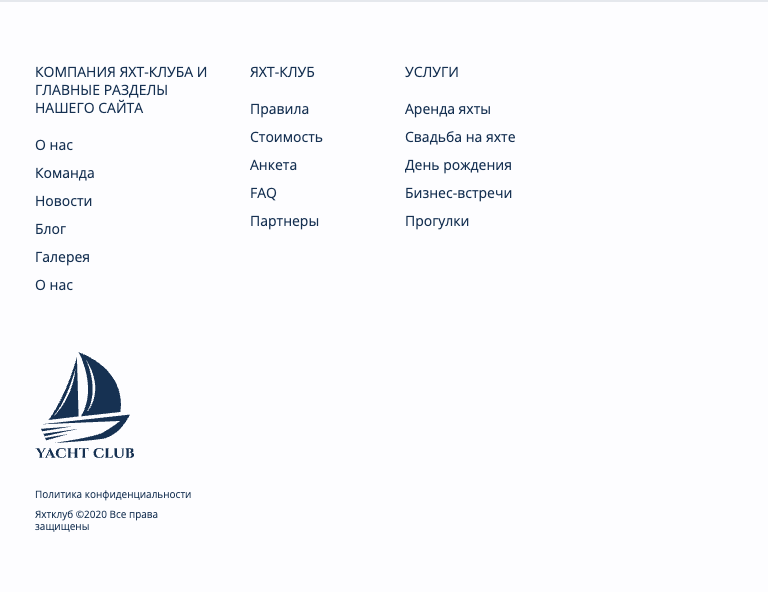 КОМПАНИЯ ЯХТ-КЛУБА И
ГЛАВНЫЕ РАЗДЕЛЫ
НАШЕГО САЙТА
О нас
Команда
Новости
Блог
Галерея
О нас
ЯХТ-КЛУБ
Правила
Стоимость
Анкета
FAQ
Партнеры
УСЛУГИ
Аренда яхты
Свадьба на яхте
День рождения
Бизнес-встречи
Прогулки
YACHT CLUB
Политика конфиденциальности
Яхтклуб ©2020 Все права
защищены